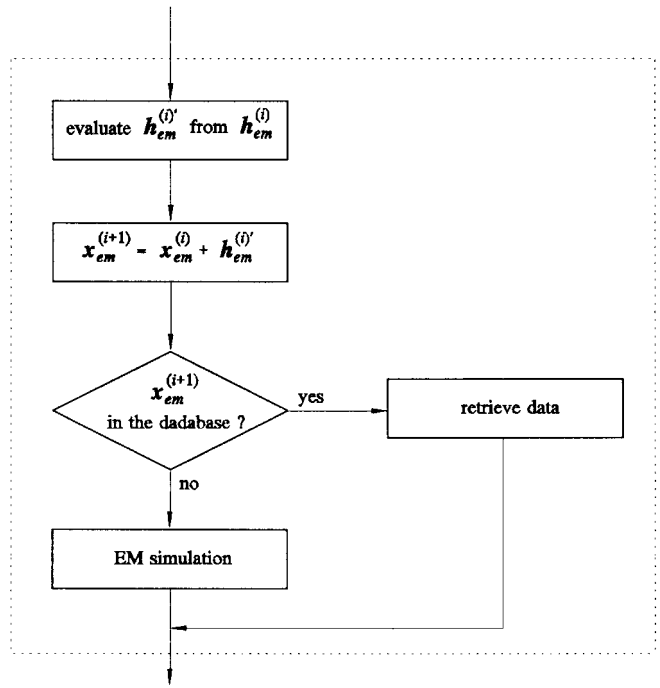 evaluate h_em^(i)' from h_em^(i)
x_em^(i+1) = x_em^(i) + h_em^(i)'
x_em^(i+1)
in the dadabase ?
yes
retrieve data
no
EM simulation